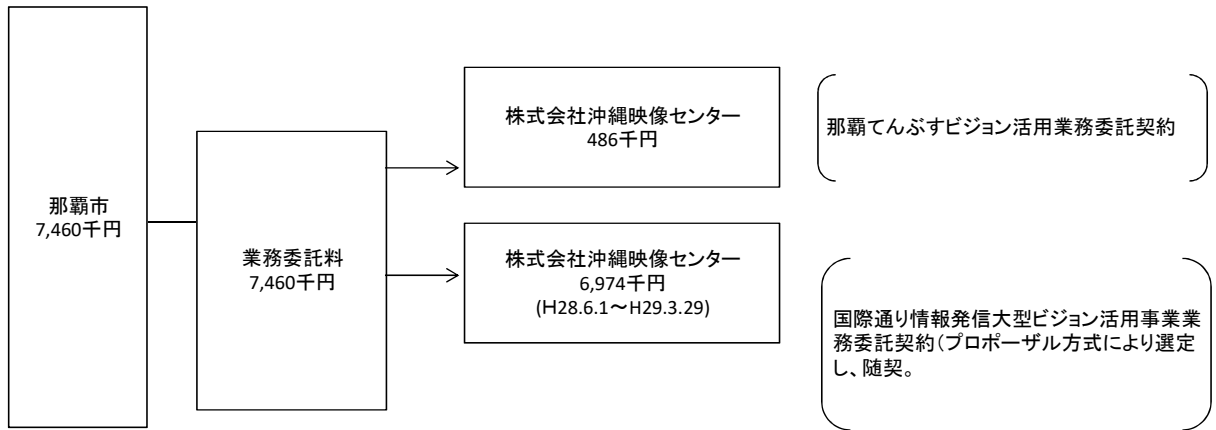 那覇市
7,460千円
業務委託料
7,460千円
株式会社沖縄映像センター
486千円
那覇てんぶすビジョン活用業務委託契約
株式会社沖縄映像センター
6,974千円
(H28.6.1～H29.3.29)
国際通り情報発信大型ビジョン活用事業業
務委託契約(プロポーザル方式により選定
し、随契。